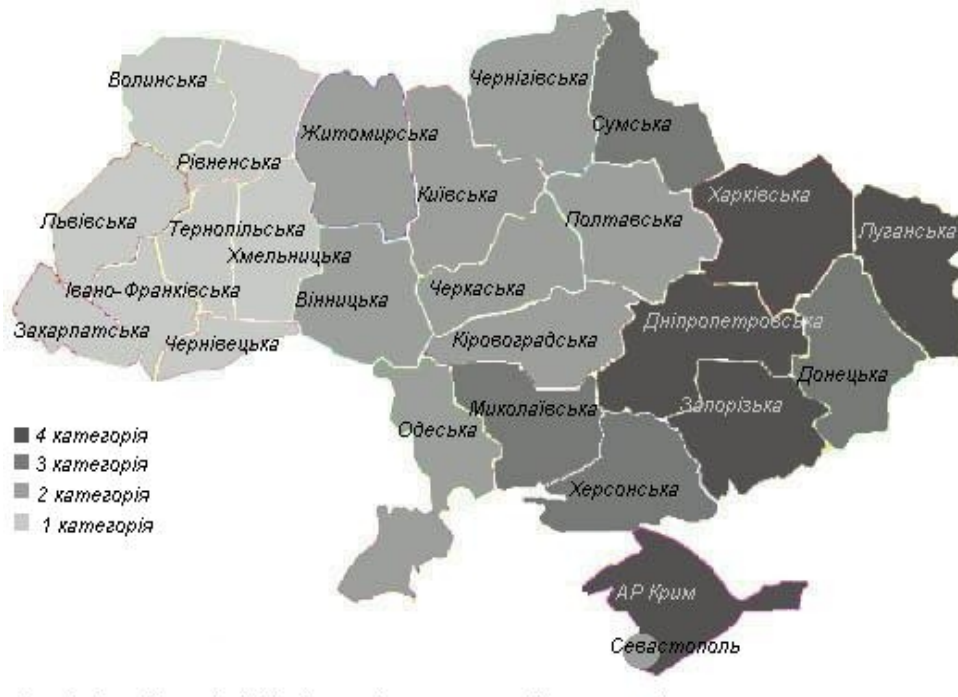 Чернігівська
Волинська
Житомирська
Сумська
Рівненська
Київська
Харківська
Львівська
Тернопільська
Полтавська
Луганська
Хмельницька
Івано-Франківська
Вінницька
Черкаська
Закарпатська
Чернівецька
Кіровоградська
Дніпропетровська
Донецька
Миколаївська
Запорізька
Одеська
4 категорія
3 категорія
Херсонська
2 категорія
1 категорія
АР Крим
Севастополь